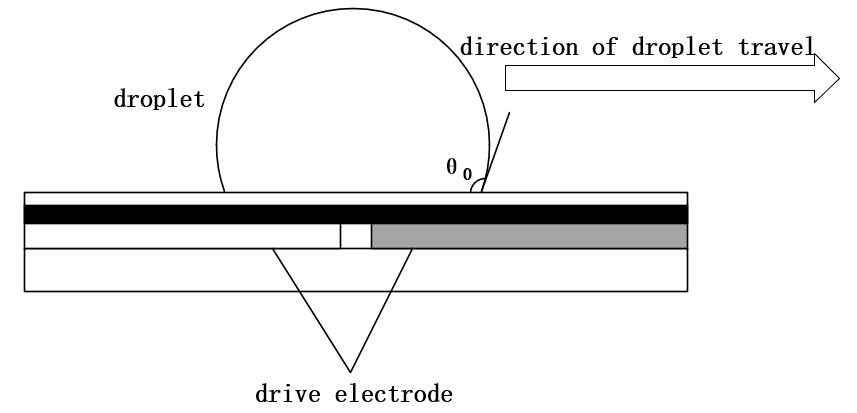 direction of droplet travel
droplet
θ0
drive electrode